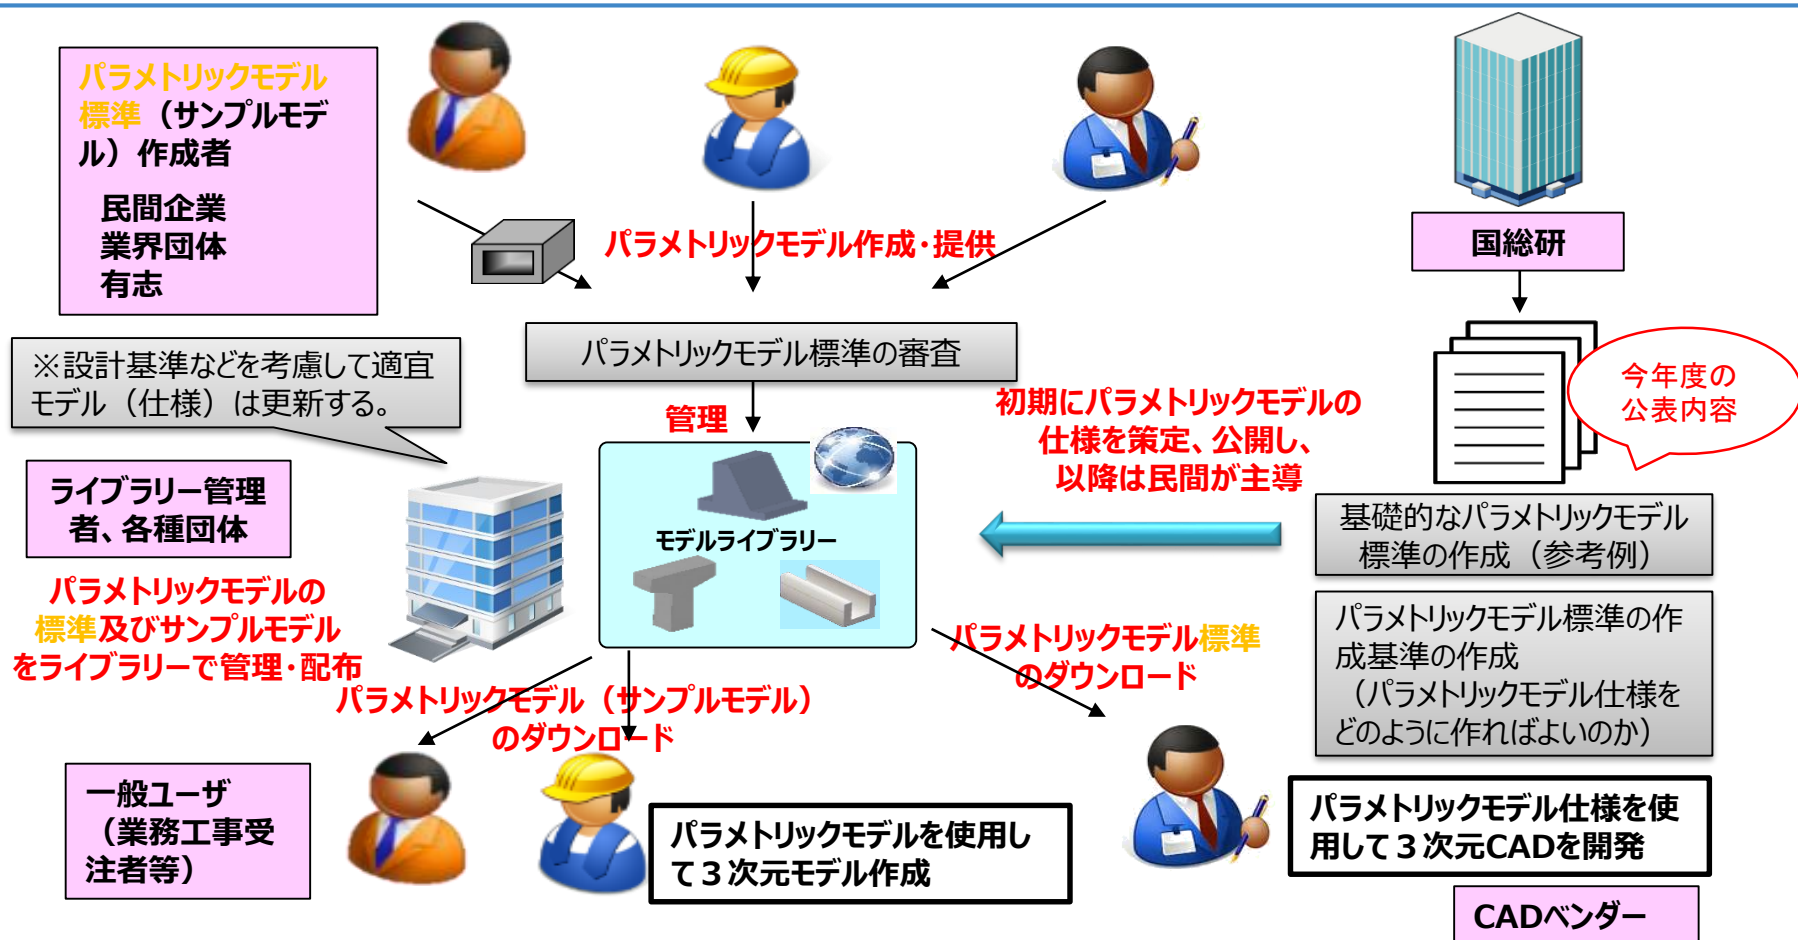 パラメトリックモデル
標準（サンプルモデ
ル）作成者
民間企業
業界団体
有志
パラメトリックモデル作成・提供
国総研
パラメトリックモデル標準の審査
※設計基準などを考慮して適宜
モデル（仕様）は更新する。
管理
初期にパラメトリックモデルの
仕様を策定、公開し、
以降は民間が主導
今年度の
公表内容
ライブラリー管理
者、各種団体
モデルライブラリー
基礎的なパラメトリックモデル
標準の作成（参考例）
パラメトリックモデルの
標準及びサンプルモデル
をライブラリーで管理・配布
パラメトリックモデル標準
のダウンロード
パラメトリックモデル標準の作
成基準の作成
（パラメトリックモデル仕様を
どのように作ればよいのか）
パラメトリックモデル（サンプルモデル）
のダウンロード
一般ユーザ
（業務工事受
注者等）
パラメトリックモデルを使用し
て３次元モデル作成
パラメトリックモデル仕様を使
用して３次元CADを開発
CADベンダー